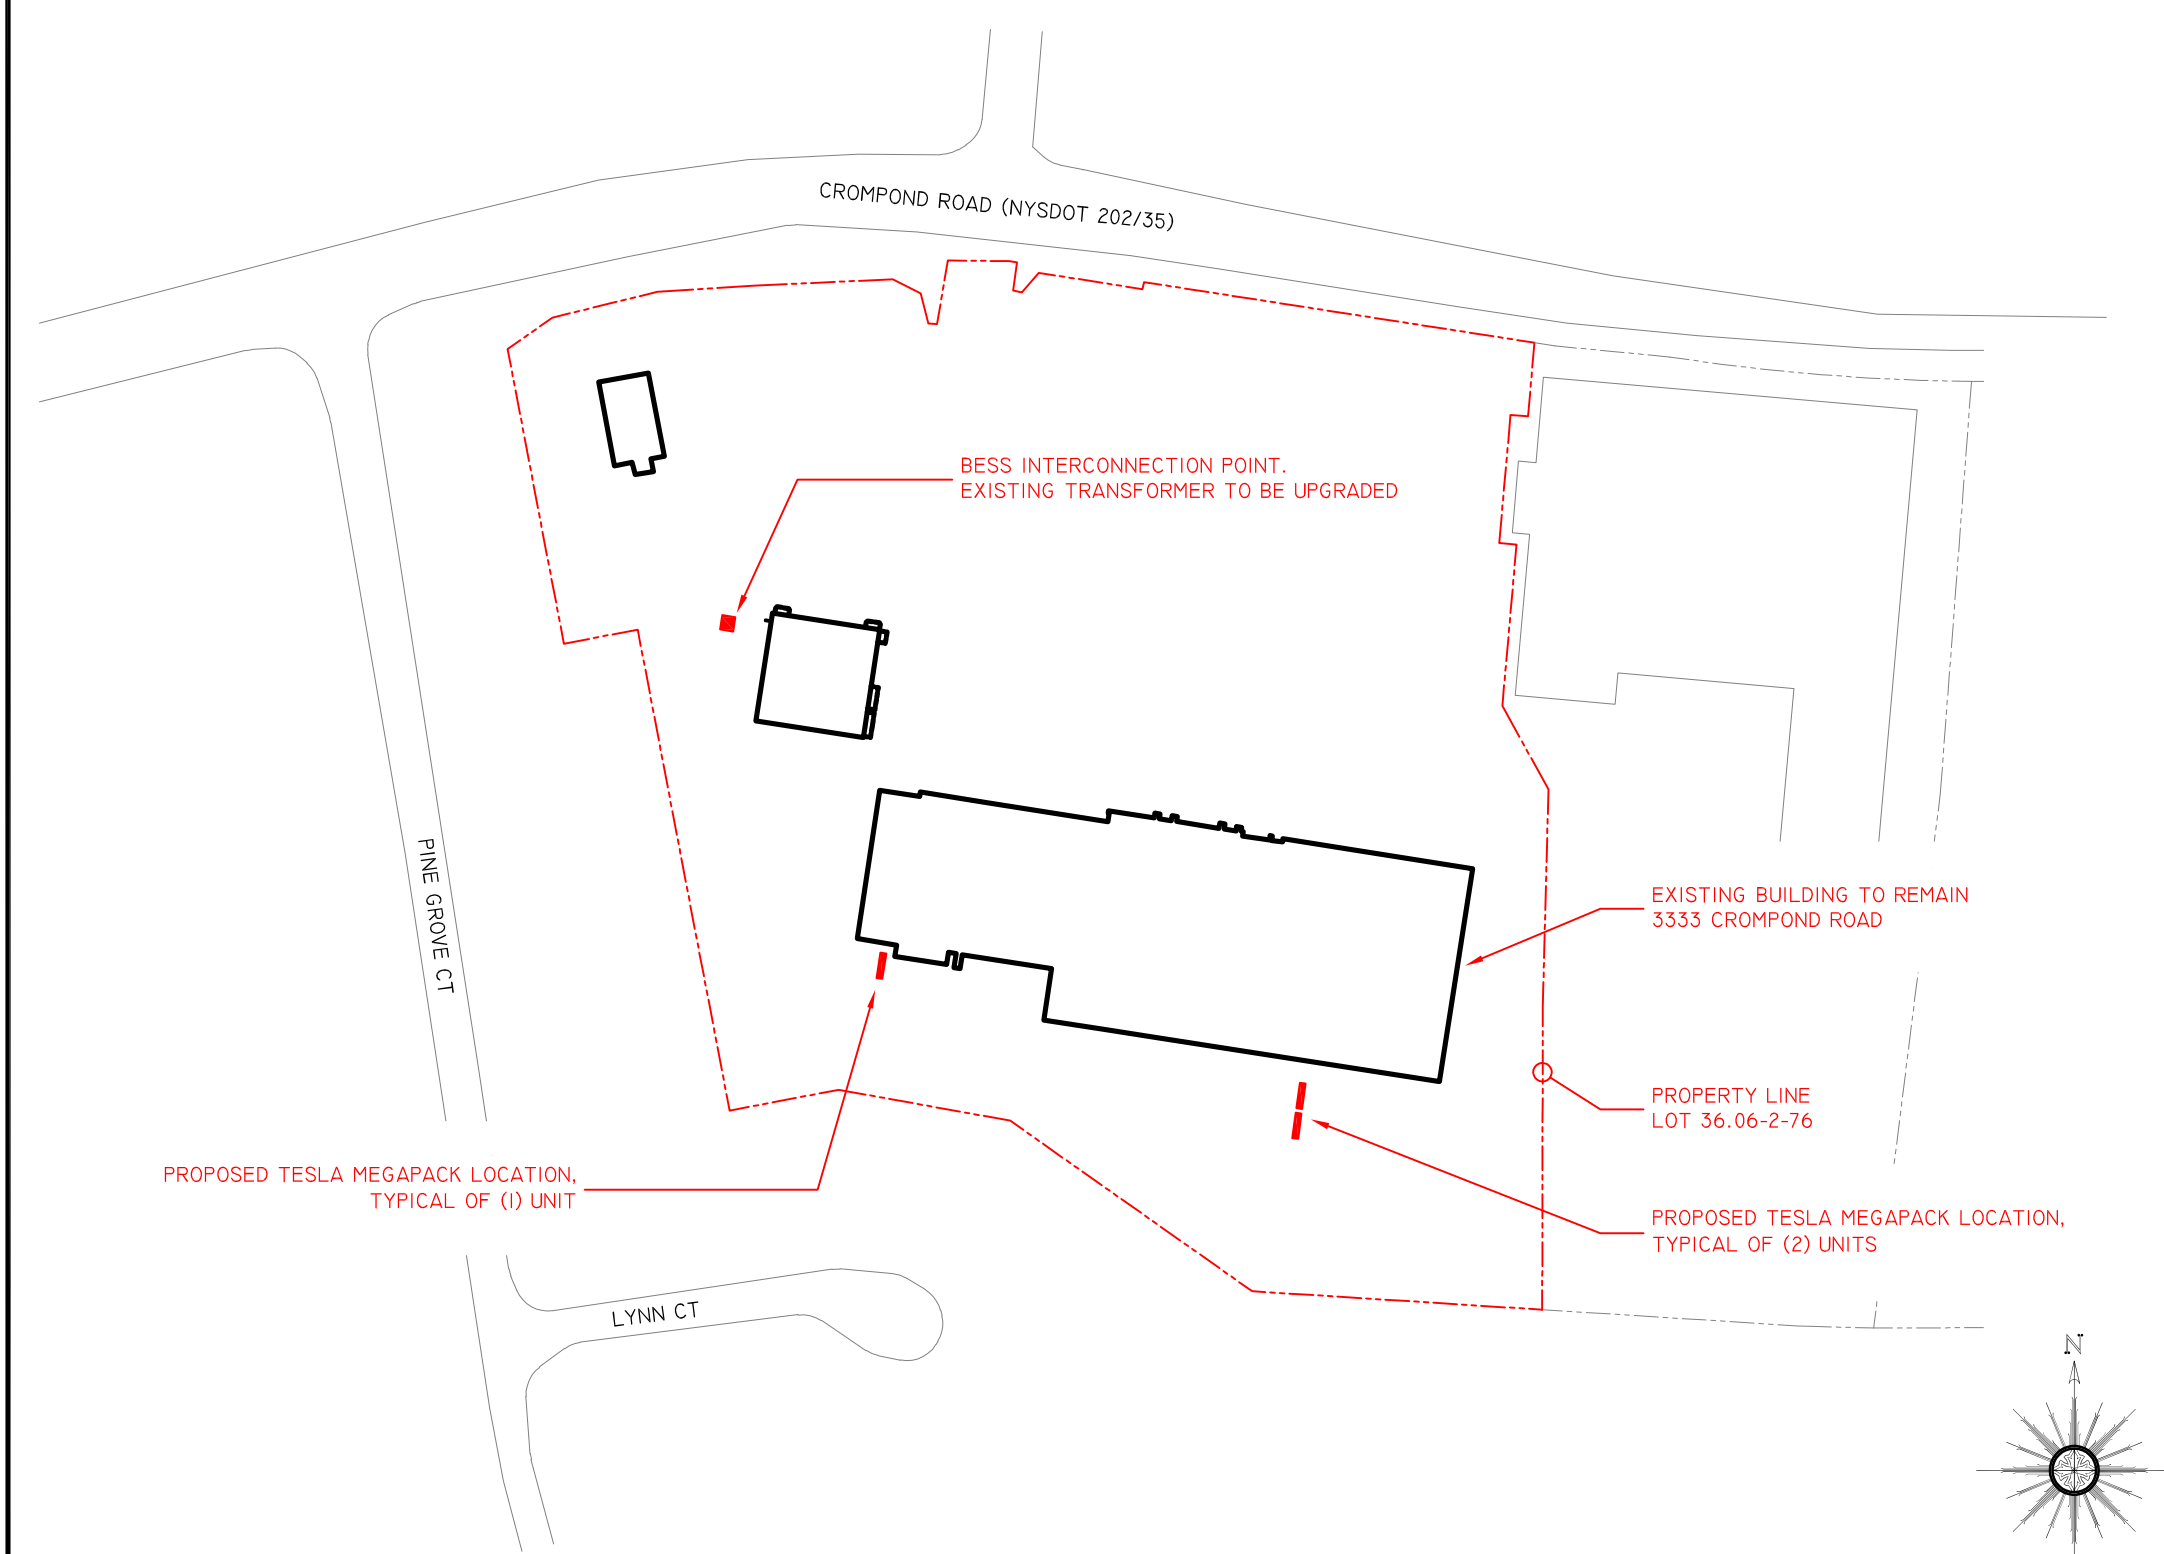 CROMPOND ROAD (NYSDOT 202/35)
BESS INTERCONNECTION POINT.
EXISTING TRANSFORMER TO BE UPGRADED
PINE GROVE CT
EXISTING BUILDING TO REMAIN
3333 CROMPOND ROAD
PROPERTY LINE
LOT 36.06-2-76
PROPOSED TESLA MEGAPACK LOCATION,
TYPICAL OF (1) UNIT
PROPOSED TESLA MEGAPACK LOCATION,
TYPICAL OF (2) UNITS
LYNN CT
N